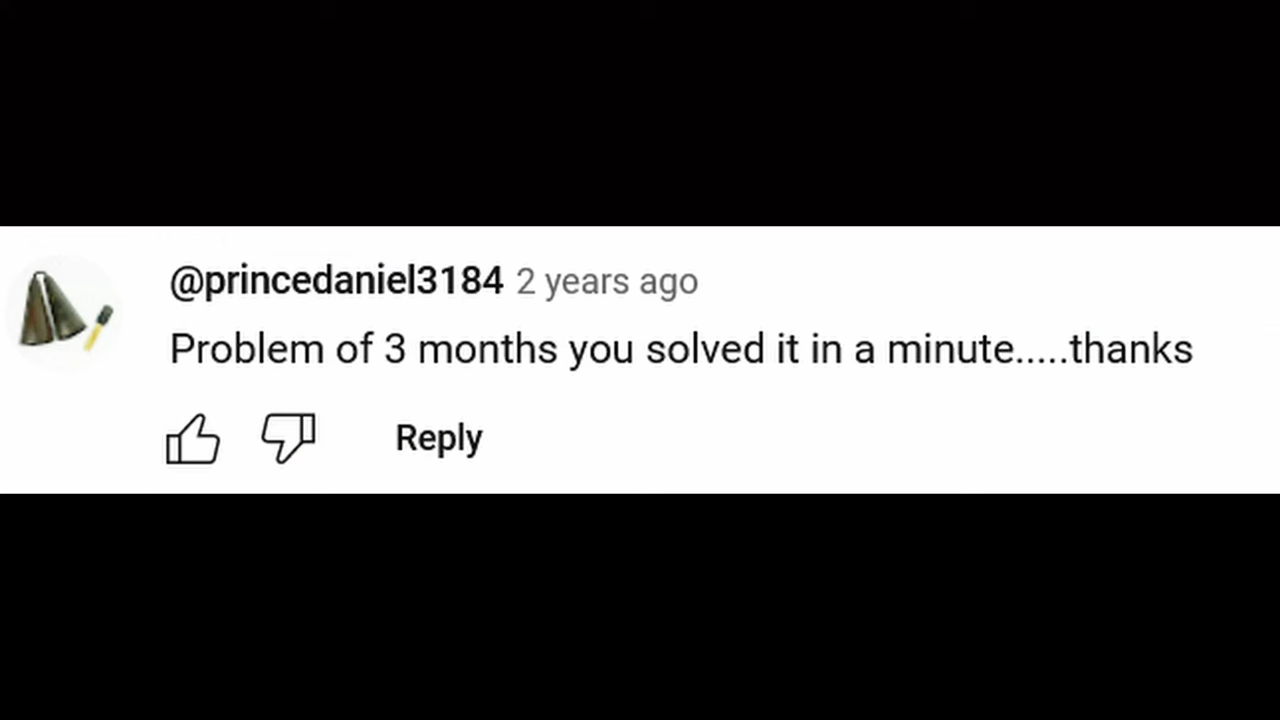 @princedaniel3184 2 years ago
Problem of 3 months you solved it in a minute.....thanks
Reply